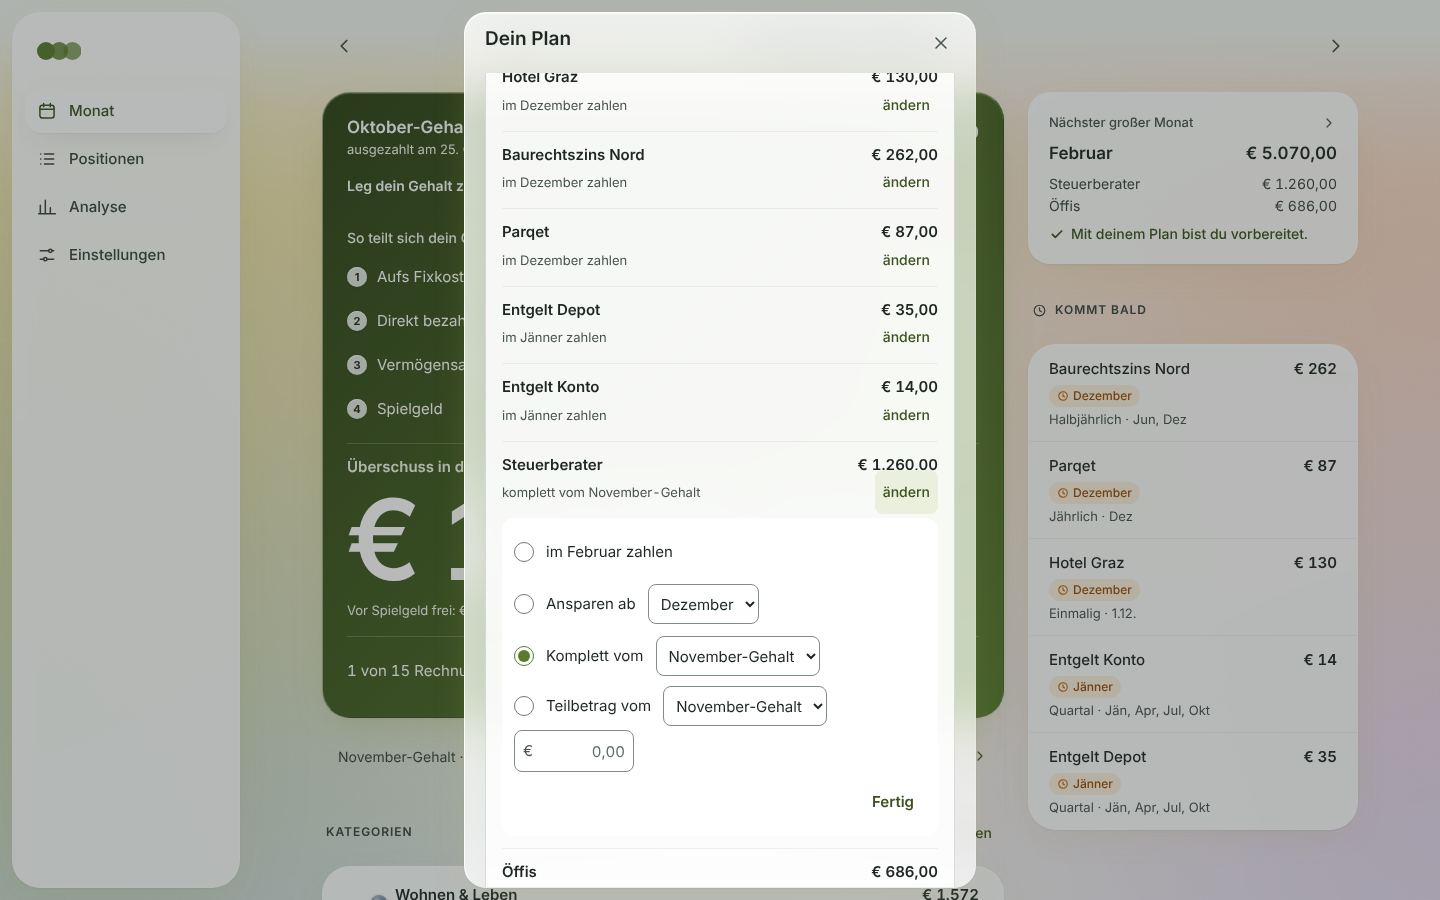 Monat
Positionen
Analyse
Einstellungen
Oktober-Geha
ausgezahlt am 25.
Leg dein Gehalt z
So teilt sich dein
1 Aufs Fixkost
2 Direkt bezah
3 Vermögensa
4 Spielgeld
Überschuss in d
€ 1
Vor Spielgeld frei: €
1 von 15 Rechnu
November-Gehalt ·
KATEGORIEN
en
Wohnen & Leben € 1.572
Dein Plan
Hotel Graz € 130,00
im Dezember zahlen ändern
Baurechtszins Nord € 262,00
im Dezember zahlen ändern
Parqet € 87,00
im Dezember zahlen ändern
Entgelt Depot € 35,00
im Jänner zahlen ändern
Entgelt Konto € 14,00
im Jänner zahlen ändern
Steuerberater € 1.260,00
komplett vom November-Gehalt ändern
im Februar zahlen
Ansparen ab Dezember
Komplett vom November-Gehalt
Teilbetrag vom November-Gehalt
€ 0,00
Fertig
Öffis € 686,00
Nächster großer Monat
Februar € 5.070,00
Steuerberater € 1.260,00
Öffis € 686,00
Mit deinem Plan bist du vorbereitet.
KOMMT BALD
Baurechtszins Nord € 262
Dezember
Halbjährlich · Jun, Dez
Parqet € 87
Dezember
Jährlich · Dez
Hotel Graz € 130
Dezember
Einmalig · 1.12.
Entgelt Konto € 14
Jänner
Quartal · Jän, Apr, Jul, Okt
Entgelt Depot € 35
Jänner
Quartal · Jän, Apr, Jul, Okt